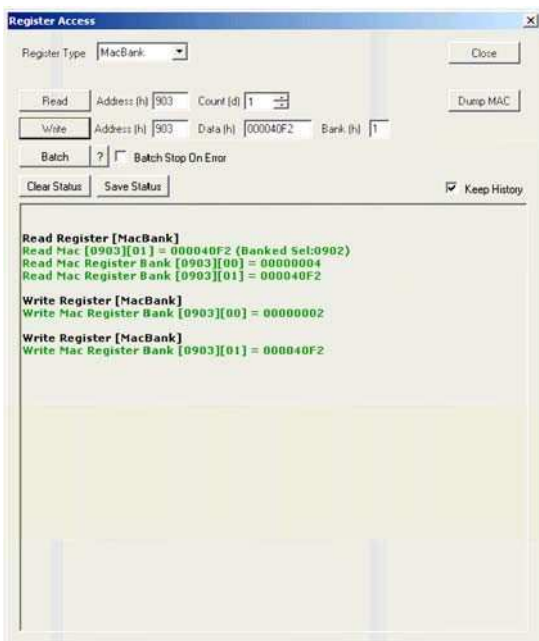 Register Access
Register Type MacBank Close
Read Address (h) 903 Count (d) 1 Dump MAC
Write Address (h) 903 Data (h) 000040F2 Bank (h) 1
Batch ? Batch Stop On Error
Clear Status Save Status Keep History
Read Register [MacBank]
Read Mac [0903][01] = 000040F2 (Banked Sel:0902)
Read Mac Register Bank [0903][00] = 00000004
Read Mac Register Bank [0903][01] = 000040F2
Write Register [MacBank]
Write Mac Register Bank [0903][00] = 00000002
Write Register [MacBank]
Write Mac Register Bank [0903][01] = 000040F2